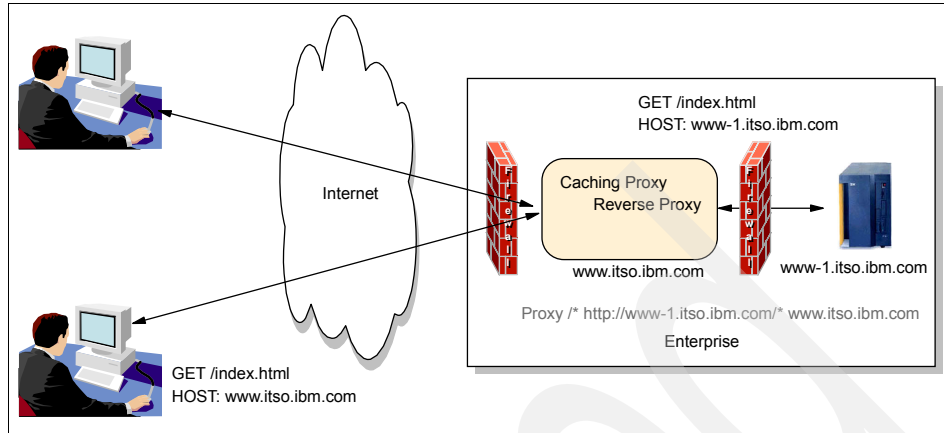 GET /index.html
HOST: www-1.itso.ibm.com
Internet
Firewall
Caching Proxy
Reverse Proxy
Firewall
www.itso.ibm.com
www-1.itso.ibm.com
Proxy /* http://www-1.itso.ibm.com/* www.itso.ibm.com
Enterprise
GET /index.html
HOST: www.itso.ibm.com